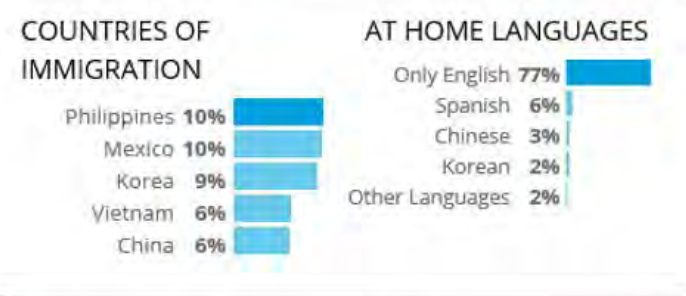 COUNTRIES OF
IMMIGRATION
Philippines 10%
Mexico 10%
Korea 9%
Vietnam 6%
China 6%
AT HOME LANGUAGES
Only English 77%
Spanish 6%
Chinese 3%
Korean 2%
Other Languages 2%